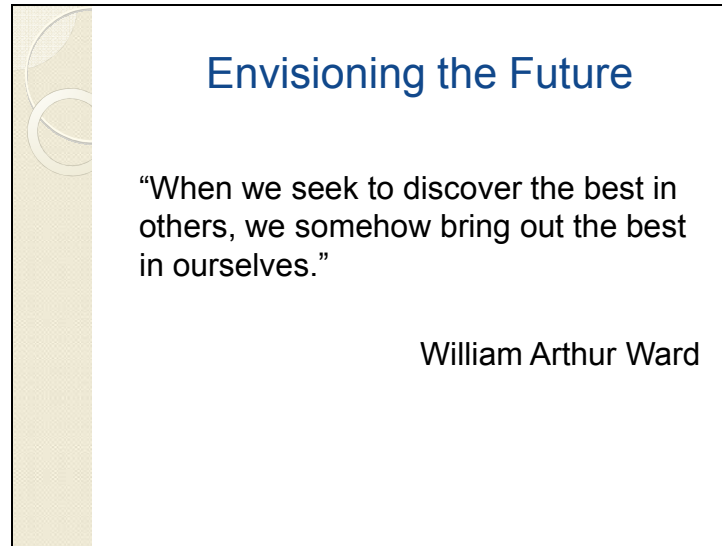 Envisioning the Future
“When we seek to discover the best in
others, we somehow bring out the best
in ourselves.”
William Arthur Ward